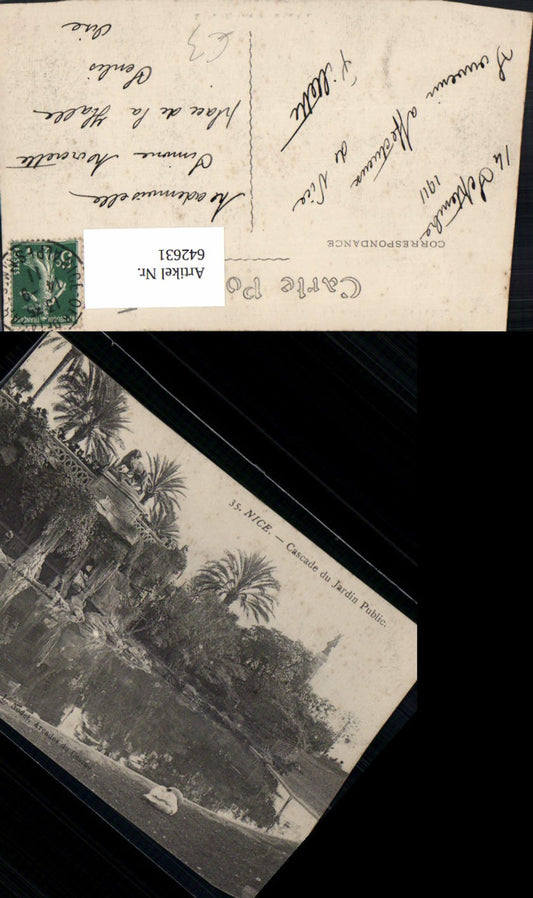 Carte Po
CORRESPONDANCE
14 Septembre
1911
Souvenir affectueux
de Nice
Mademoiselle
Simone
place de la Halle
Senlis
Oise
63
Artikel Nr.
642631
35. NICE. — Cascade du Jardin Public.